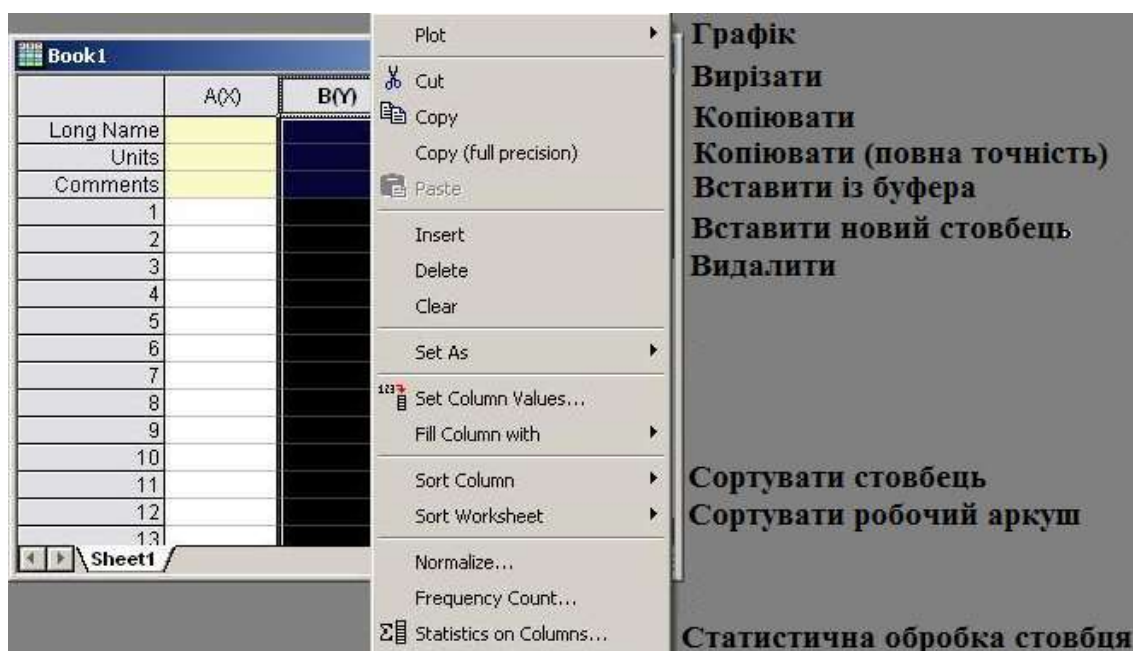 Book1
A(X) B(Y)
Long Name
Units
Comments
1
2
3
4
5
6
7
8
9
10
11
12
13
Sheet1
Plot Графік
Cut Вирізати
Copy Копіювати
Copy (full precision) Копіювати (повна точність)
Paste Вставити із буфера
Insert Вставити новий стовбець
Delete Видалити
Clear
Set As
Set Column Values...
Fill Column with
Sort Column Сортувати стовбець
Sort Worksheet Сортувати робочий аркуш
Normalize...
Frequency Count...
Statistics on Columns... Статистична обробка стовбця